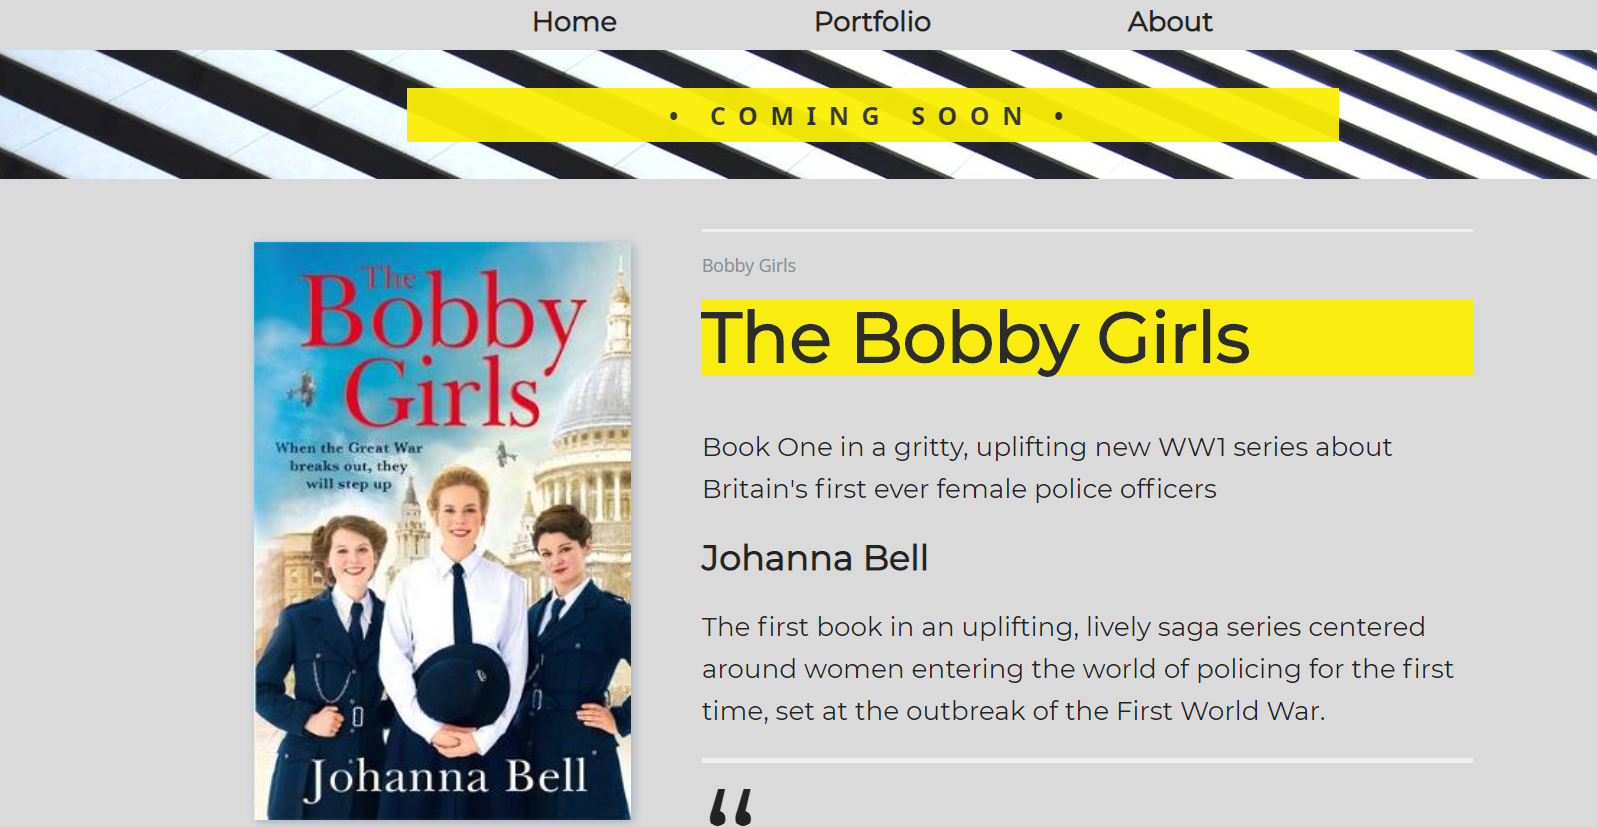 Home Portfolio About
• COMING SOON •
The
Bobby
Girls
When the Great War
breaks out, they
will step up
Johanna Bell
Bobby Girls
The Bobby Girls
Book One in a gritty, uplifting new WW1 series about
Britain's first ever female police officers
Johanna Bell
The first book in an uplifting, lively saga series centered
around women entering the world of policing for the first
time, set at the outbreak of the First World War.
“